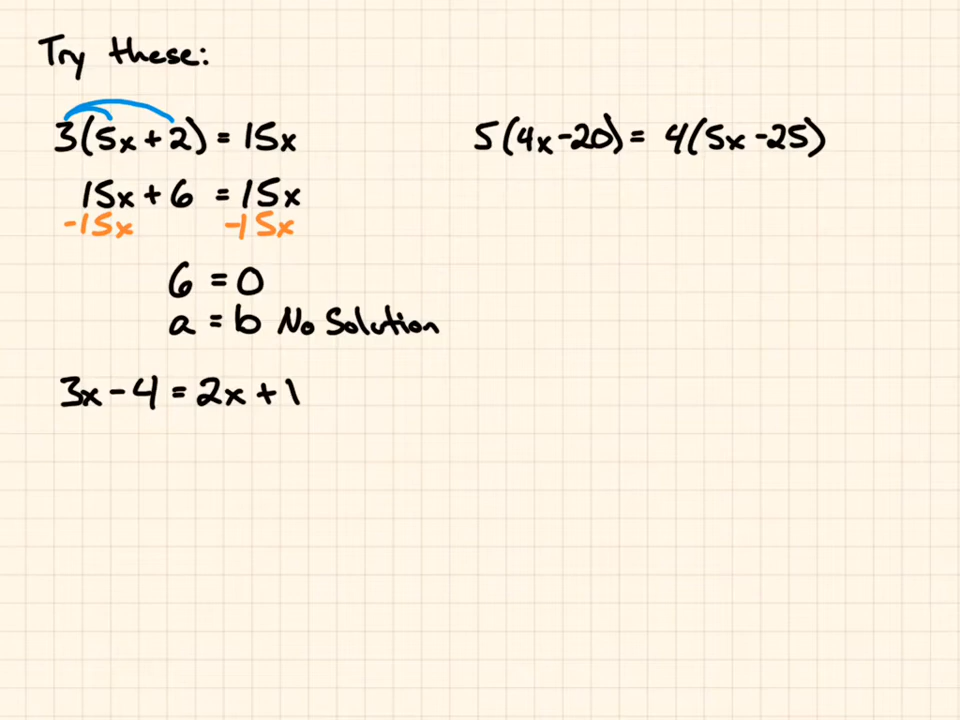 Try these:
3(5x+2) = 15x
15x + 6 = 15x
-15x -15x
6 = 0
a = b No Solution
3x - 4 = 2x + 1
5(4x-20) = 4(5x-25)